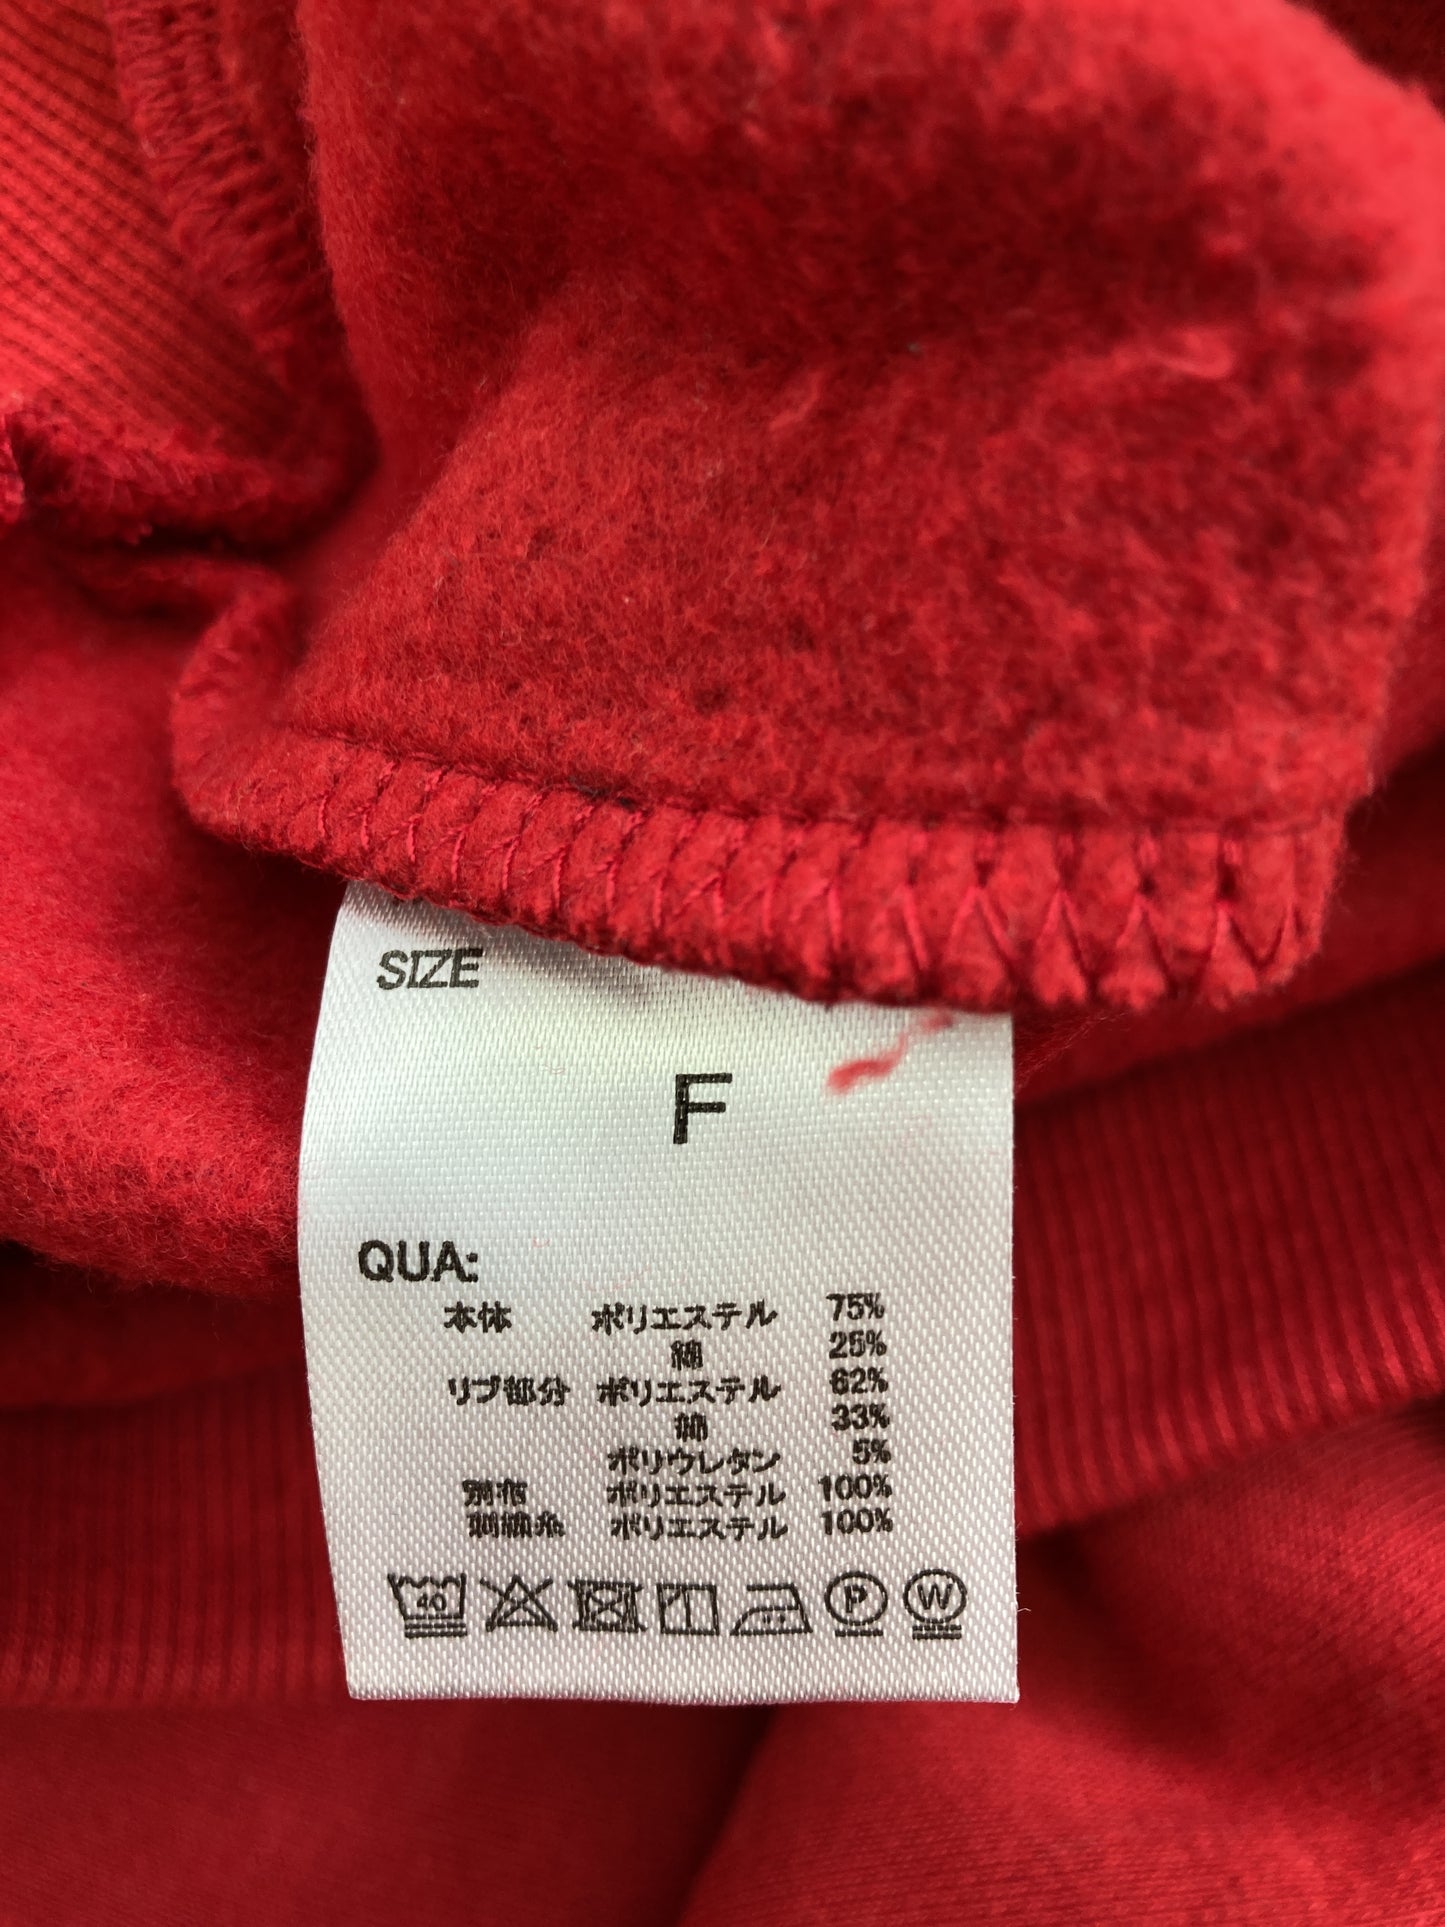 SIZE
F
QUA:
本体 ポリエステル 75%
綿 25%
リブ部分 ポリエステル 62%
綿 33%
ポリウレタン 5%
別布 ポリエステル 100%
刺繍糸 ポリエステル 100%
40 P W